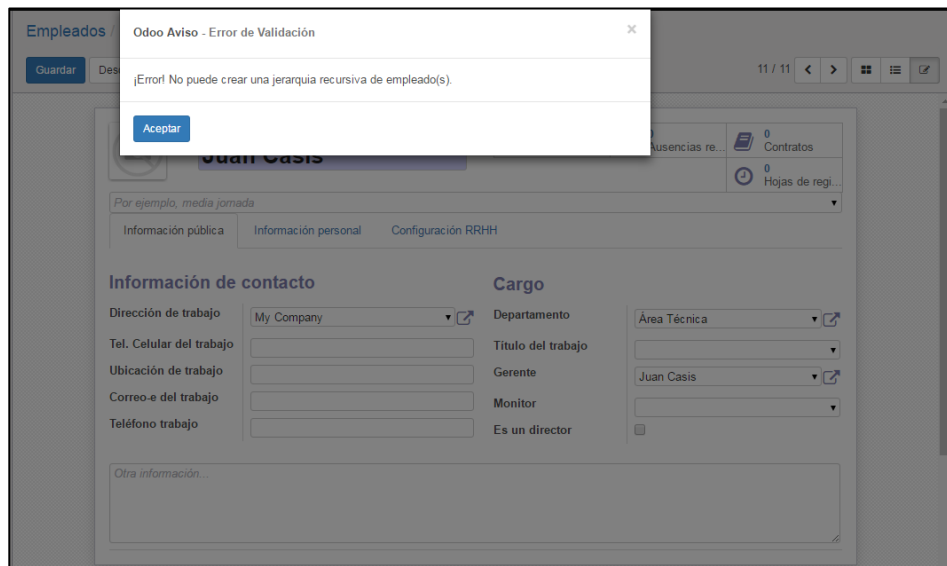 Empleados /
Odoo Aviso - Error de Validación
×
Guardar
Des
¡Error! No puede crear una jerarquia recursiva de empleado(s).
11 / 11
Aceptar
Juan Casis
0
Ausencias re...
0
Contratos
0
Hojas de regi...
Por ejemplo, media jornada
Información pública
Información personal
Configuración RRHH
Información de contacto
Cargo
Dirección de trabajo
My Company
Departamento
Área Técnica
Tel. Celular del trabajo
Título del trabajo
Ubicación de trabajo
Gerente
Juan Casis
Correo-e del trabajo
Monitor
Teléfono trabajo
Es un director
Otra información...